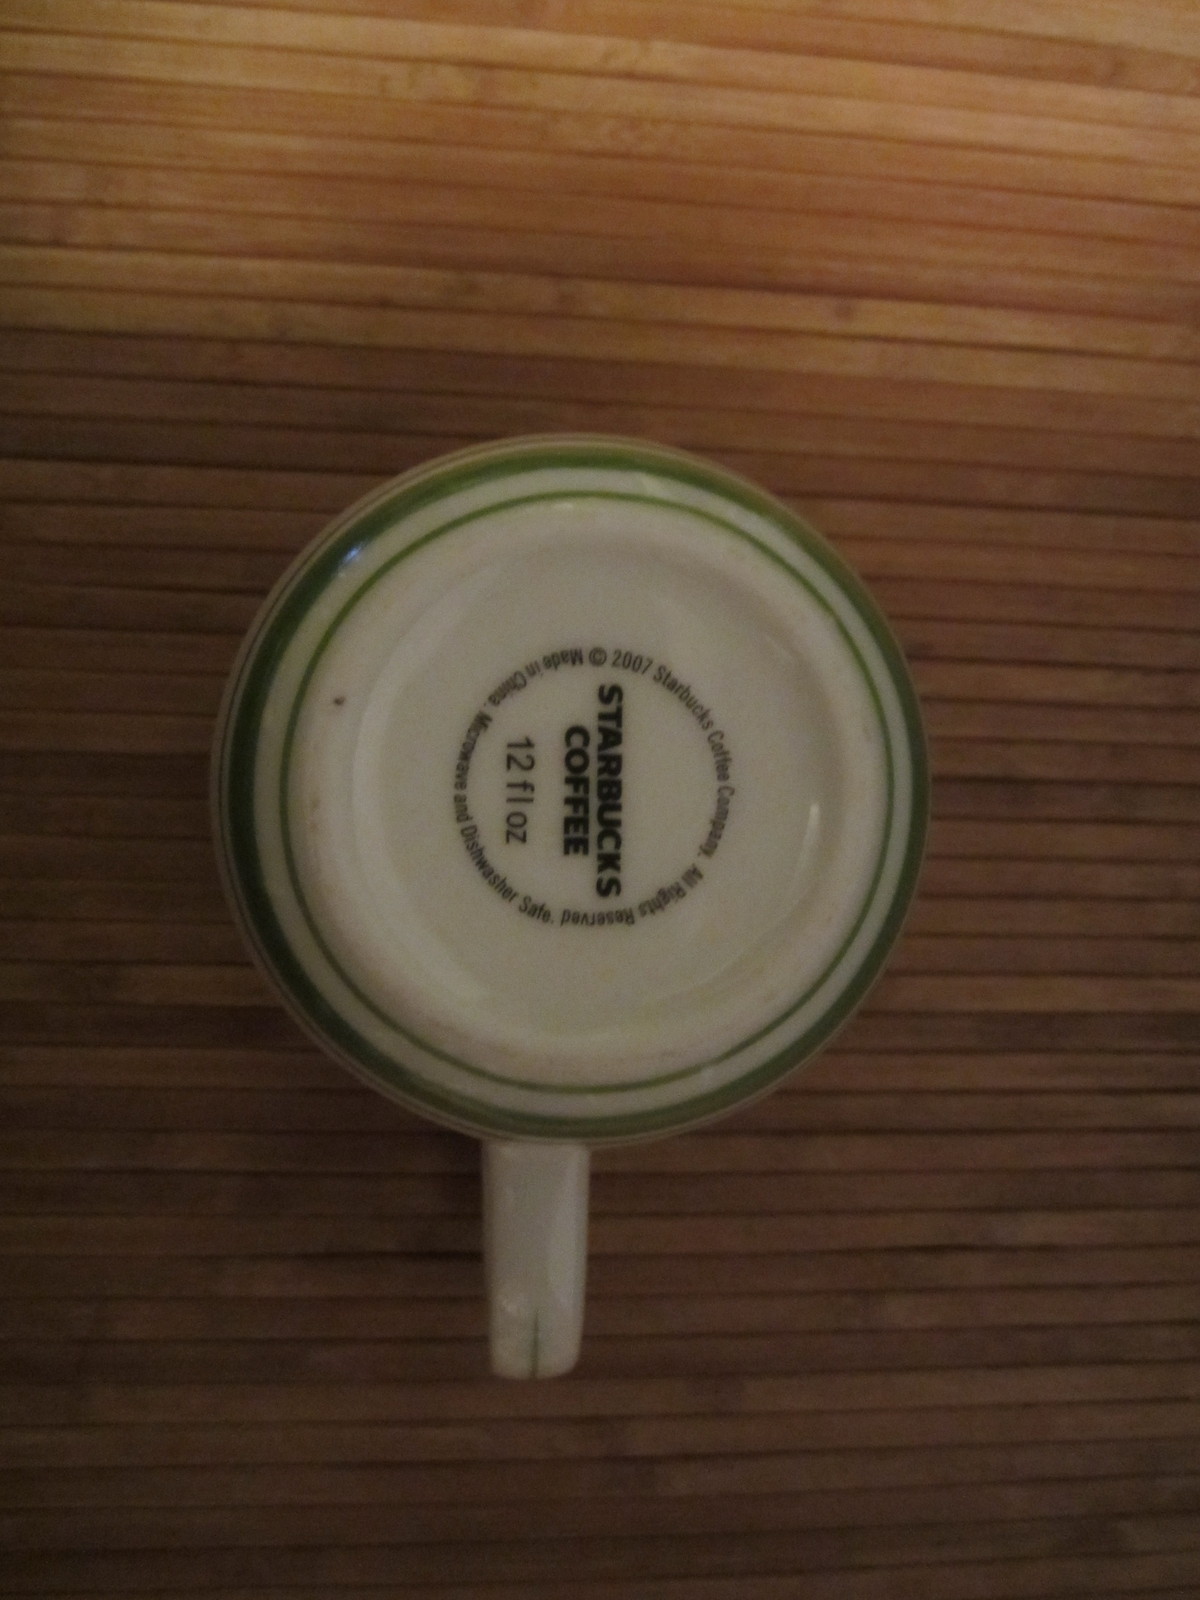 STARBUCKS
COFFEE
12 fl oz
© 2007 Starbucks Coffee Company. All Rights Reserved
Made in China. Microwave and Dishwasher Safe.